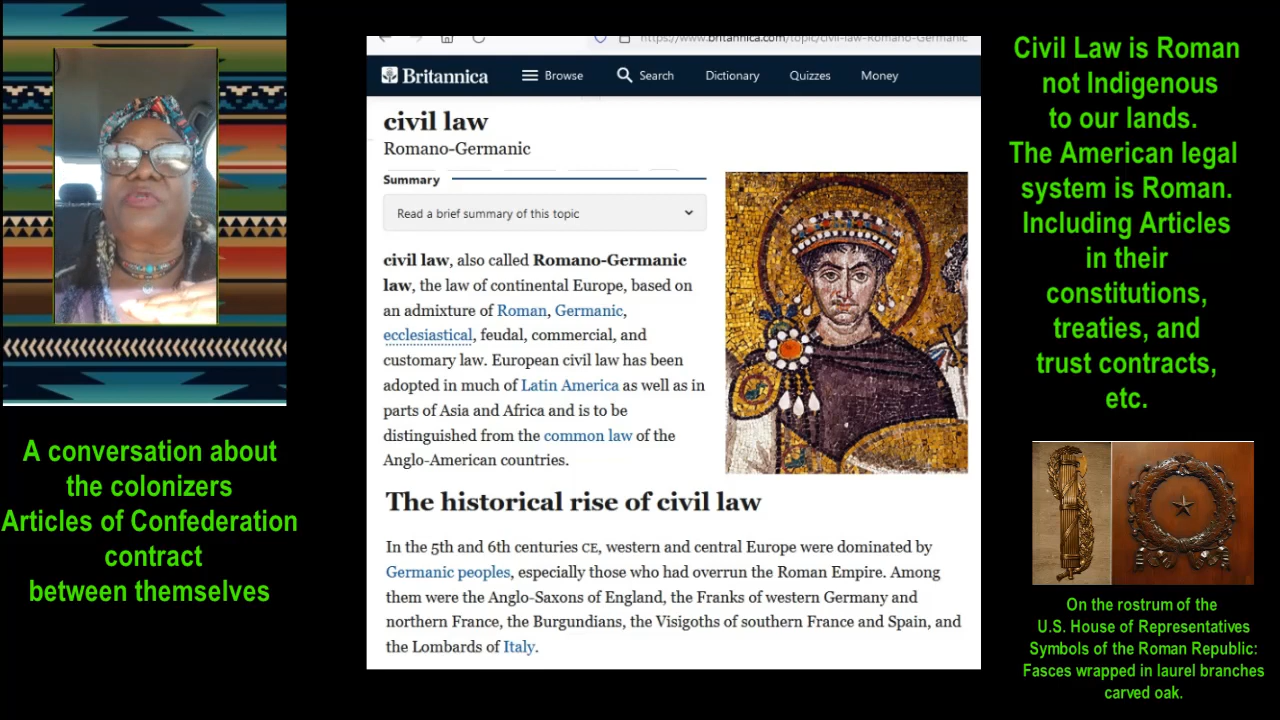 https://www.britannica.com/topic/civil-law-Romano-Germanic
Britannica
Browse
Search
Dictionary
Quizzes
Money
civil law
Romano-Germanic
Summary
Read a brief summary of this topic
civil law, also called Romano-Germanic
law, the law of continental Europe, based on
an admixture of Roman, Germanic,
ecclesiastical, feudal, commercial, and
customary law. European civil law has been
adopted in much of Latin America as well as in
parts of Asia and Africa and is to be
distinguished from the common law of the
Anglo-American countries.
The historical rise of civil law
In the 5th and 6th centuries CE, western and central Europe were dominated by
Germanic peoples, especially those who had overrun the Roman Empire. Among
them were the Anglo-Saxons of England, the Franks of western Germany and
northern France, the Burgundians, the Visigoths of southern France and Spain, and
the Lombards of Italy.
A conversation about
the colonizers
Articles of Confederation
contract
between themselves
Civil Law is Roman
not Indigenous
to our lands.
The American legal
system is Roman.
Including Articles
in their
constitutions,
treaties, and
trust contracts,
etc.
On the rostrum of the
U.S. House of Representatives
Symbols of the Roman Republic:
Fasces wrapped in laurel branches
carved oak.